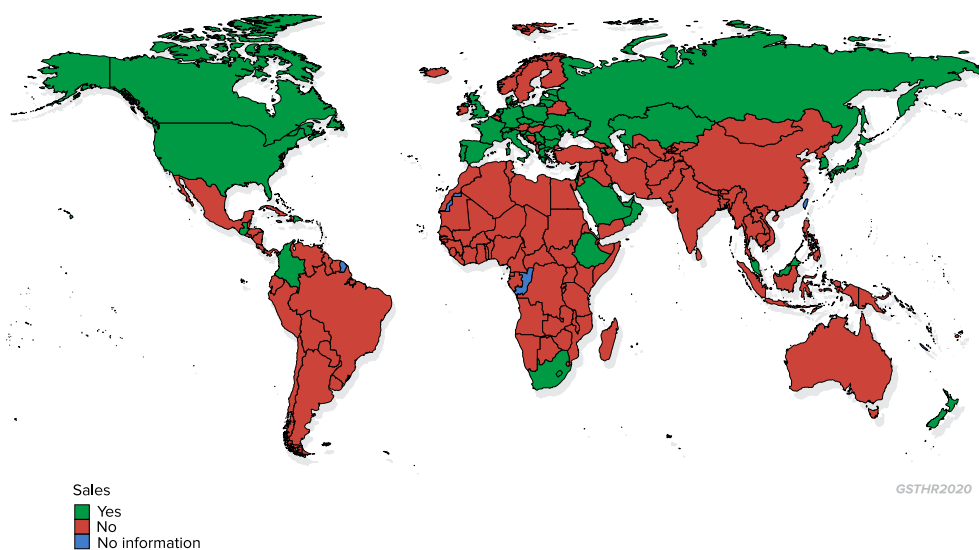 Sales
Yes
No
No information
GSTHR2020